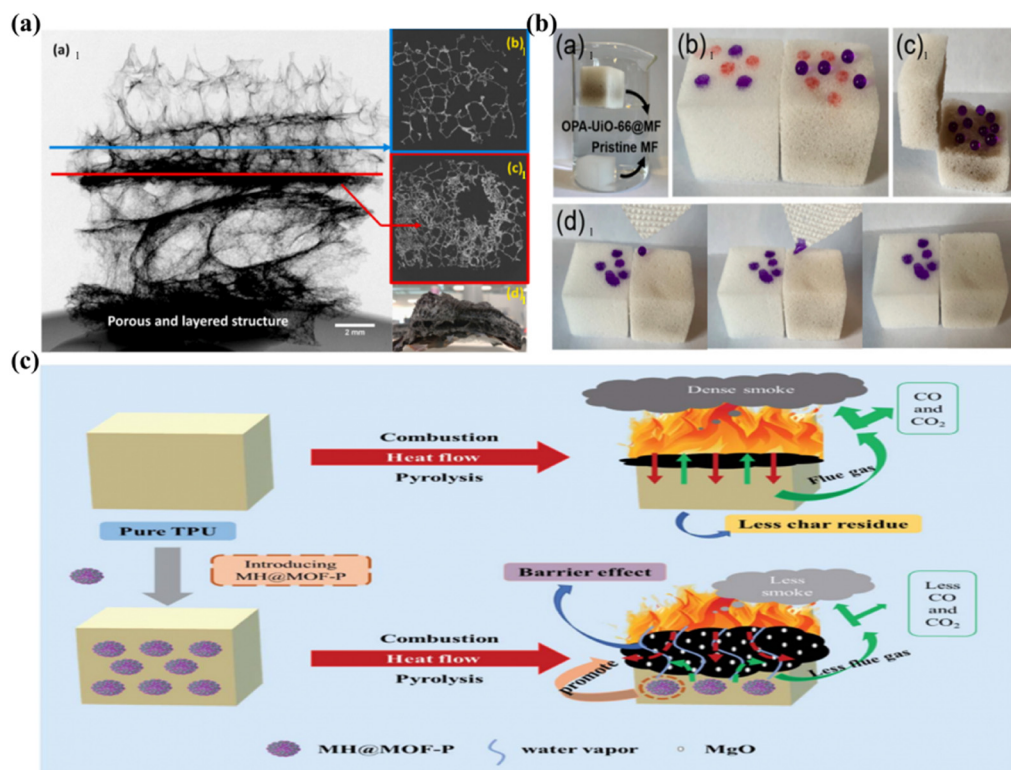 (a)
(a)1
(b)1
(c)1
(d)1
Porous and layered structure
2 mm
(b)
(a)1
OPA-UiO-66@MF
Pristine MF
(b)1
(c)1
(d)1
(c)
Pure TPU
Introducing
MH@MOF-P
Combustion
Heat flow
Pyrolysis
Dense smoke
CO
and
CO2
Flue gas
Less char residue
Barrier effect
Combustion
Heat flow
Pyrolysis
promote
Less
smoke
Less
CO
and
CO2
Less flue gas
MH@MOF-P
water vapor
MgO